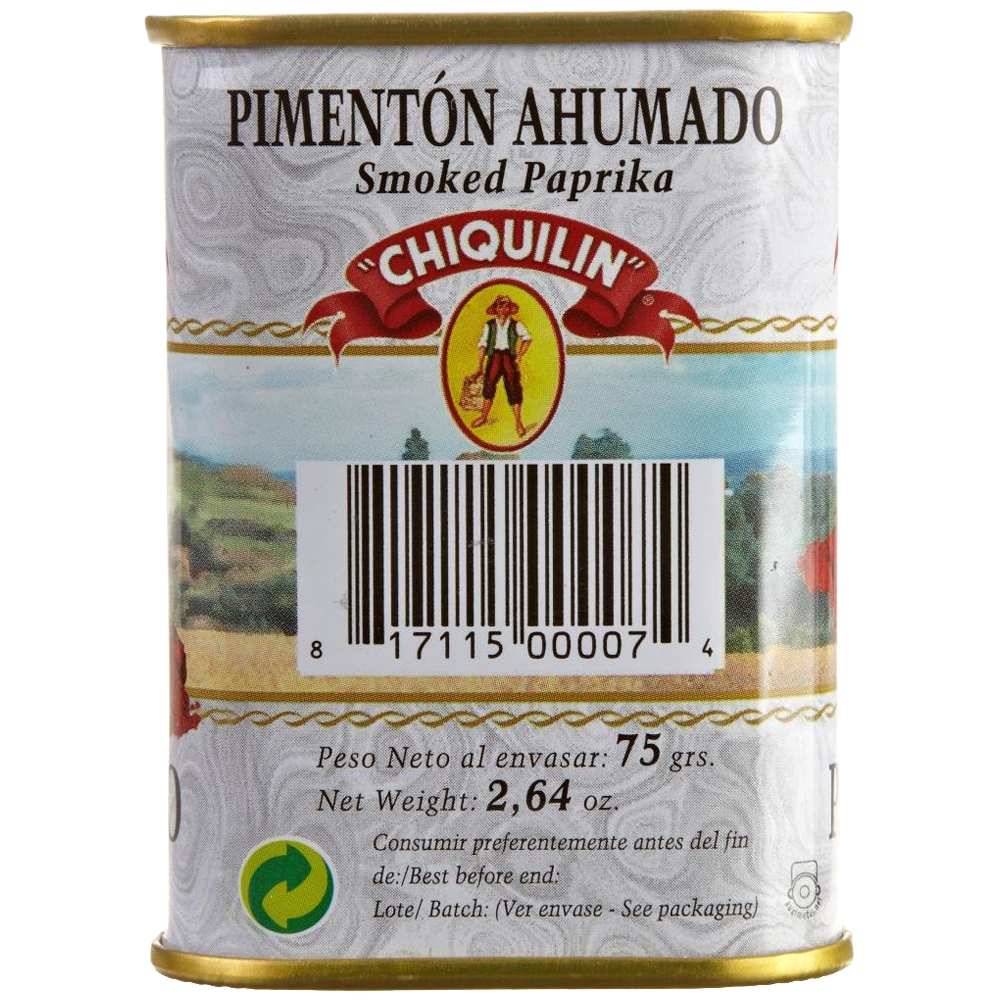 PIMENTÓN AHUMADO
Smoked Paprika
"CHIQUILIN"
®
8 17115 00007 4
Peso Neto al envasar: 75 grs.
Net Weight: 2,64 oz.
Consumir preferentemente antes del fin
de:/Best before end:
Lote/ Batch: (Ver envase - See packaging)